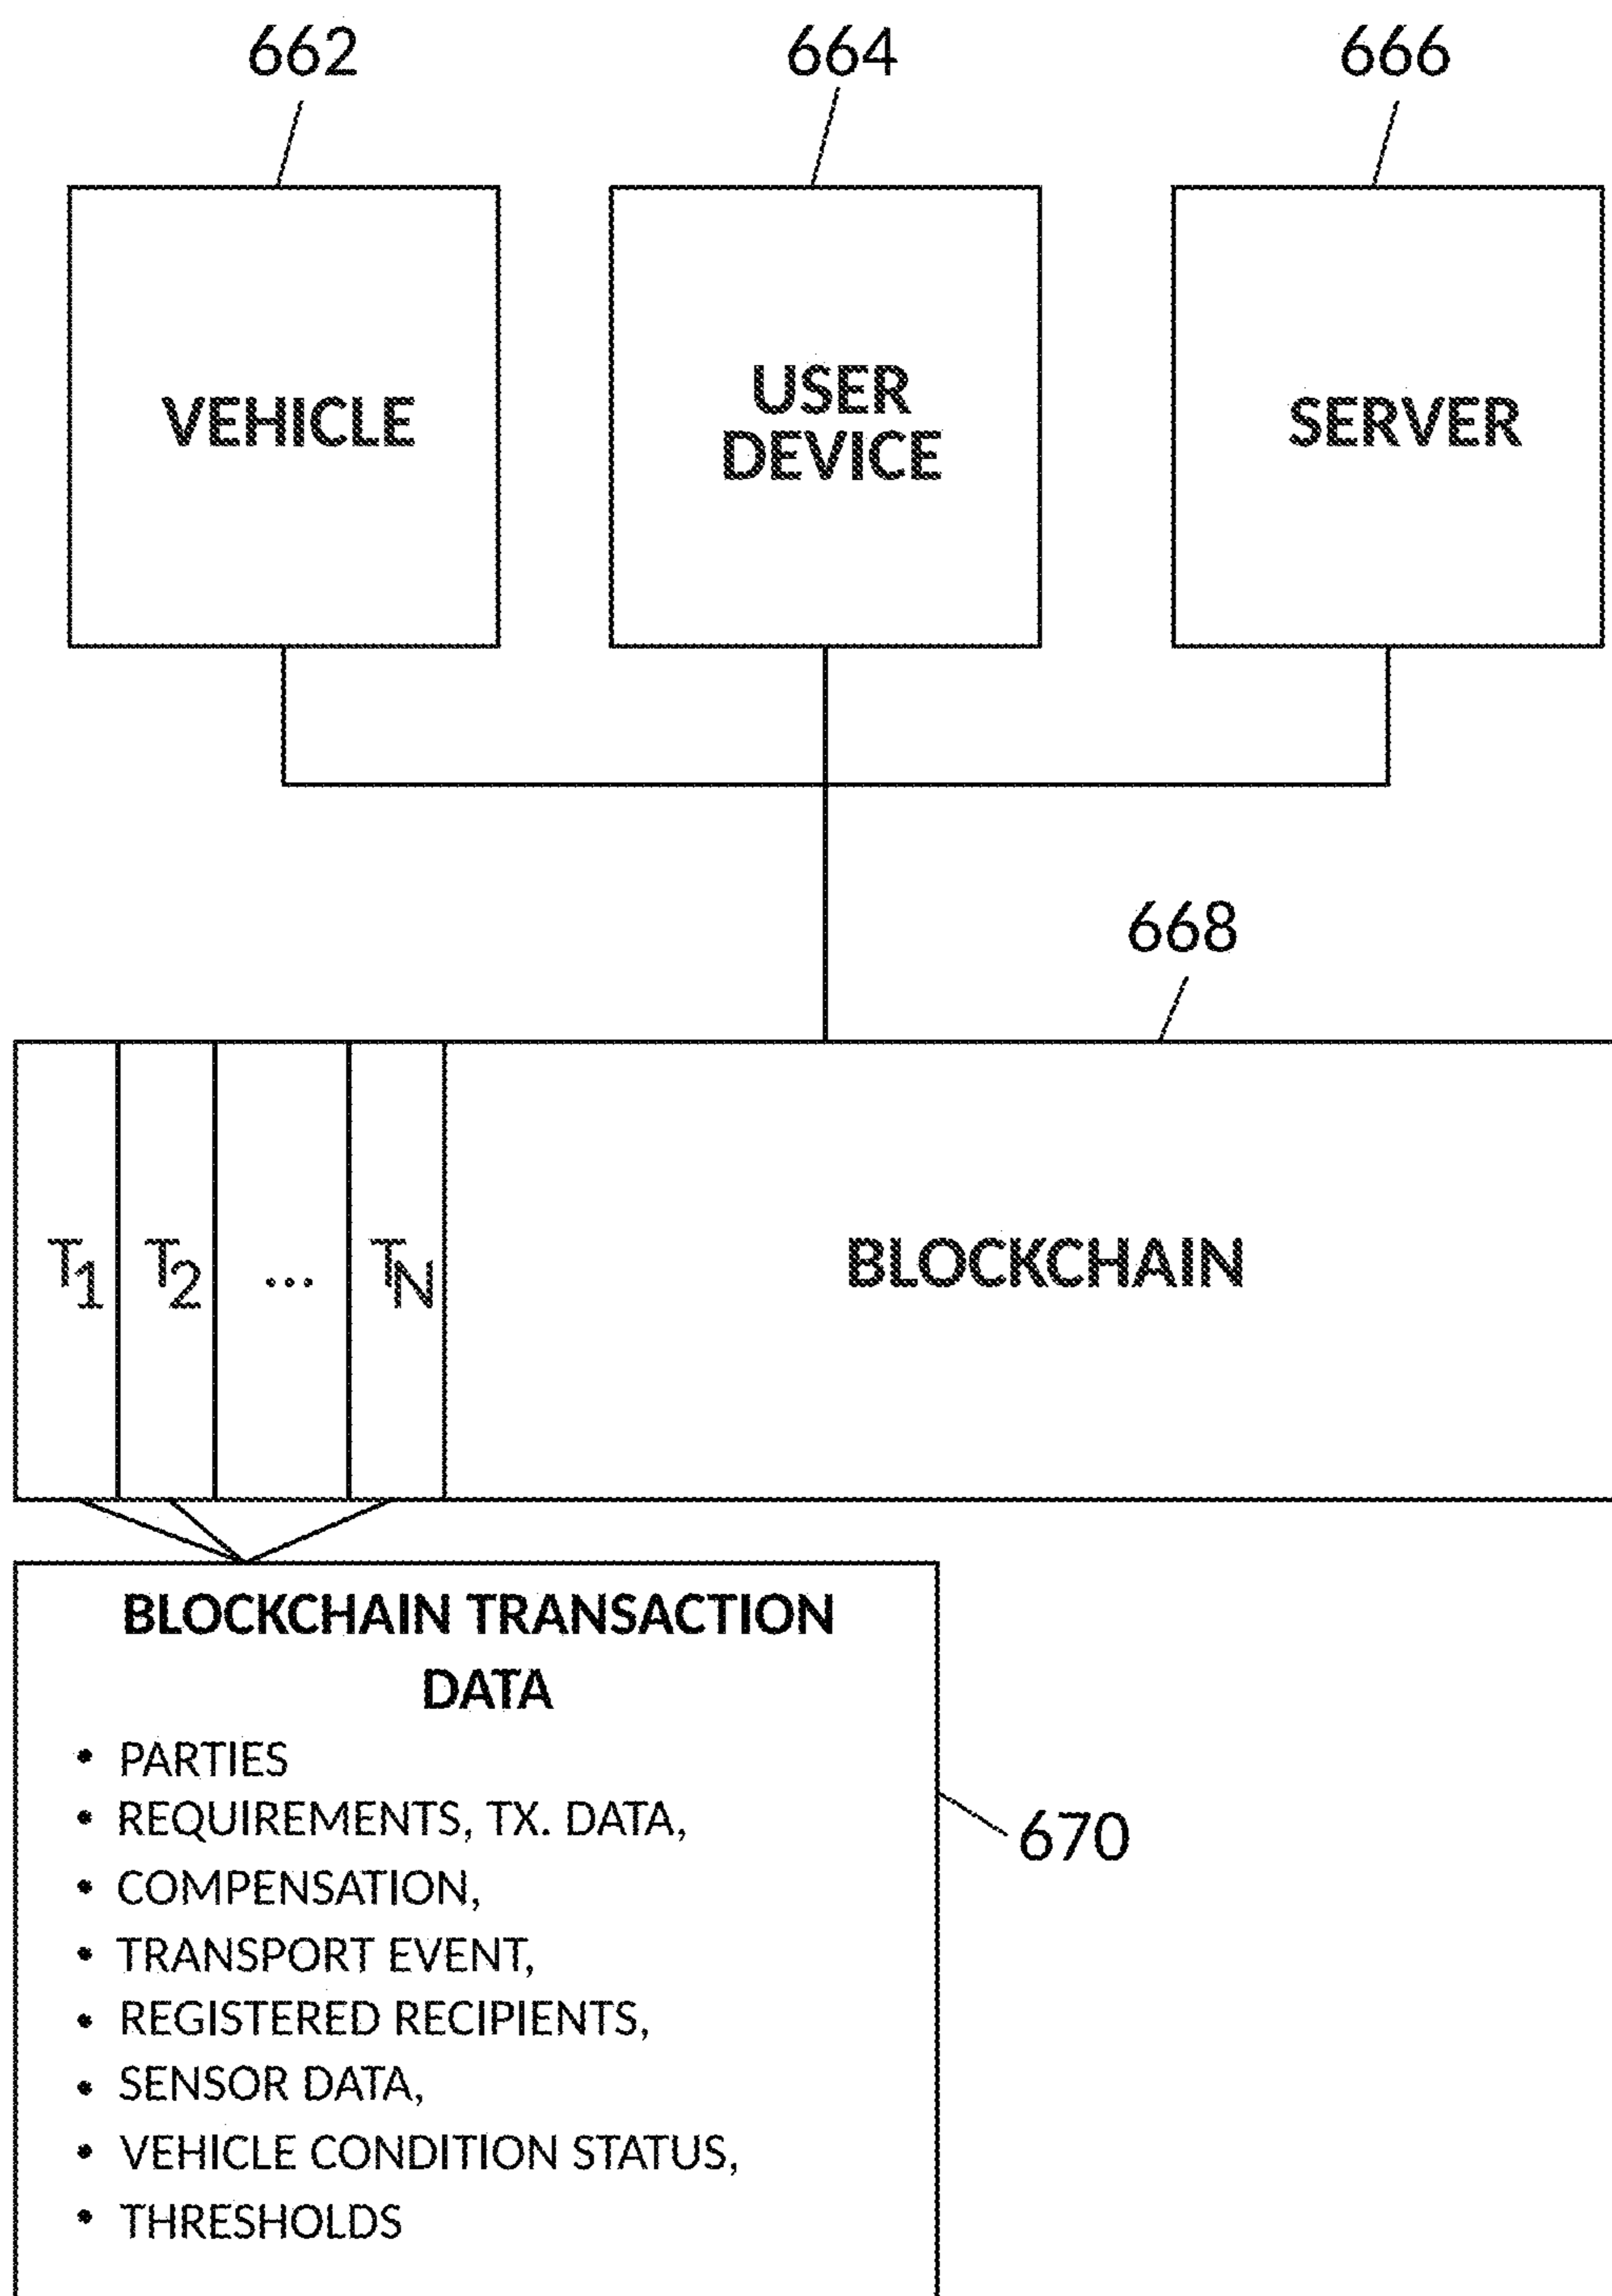 662 664 666
VEHICLE
USER
DEVICE
SERVER
668
T1 T2 ... TN
BLOCKCHAIN
BLOCKCHAIN TRANSACTION
DATA
• PARTIES
• REQUIREMENTS, TX. DATA,
• COMPENSATION,
• TRANSPORT EVENT,
• REGISTERED RECIPIENTS,
• SENSOR DATA,
• VEHICLE CONDITION STATUS,
• THRESHOLDS
670